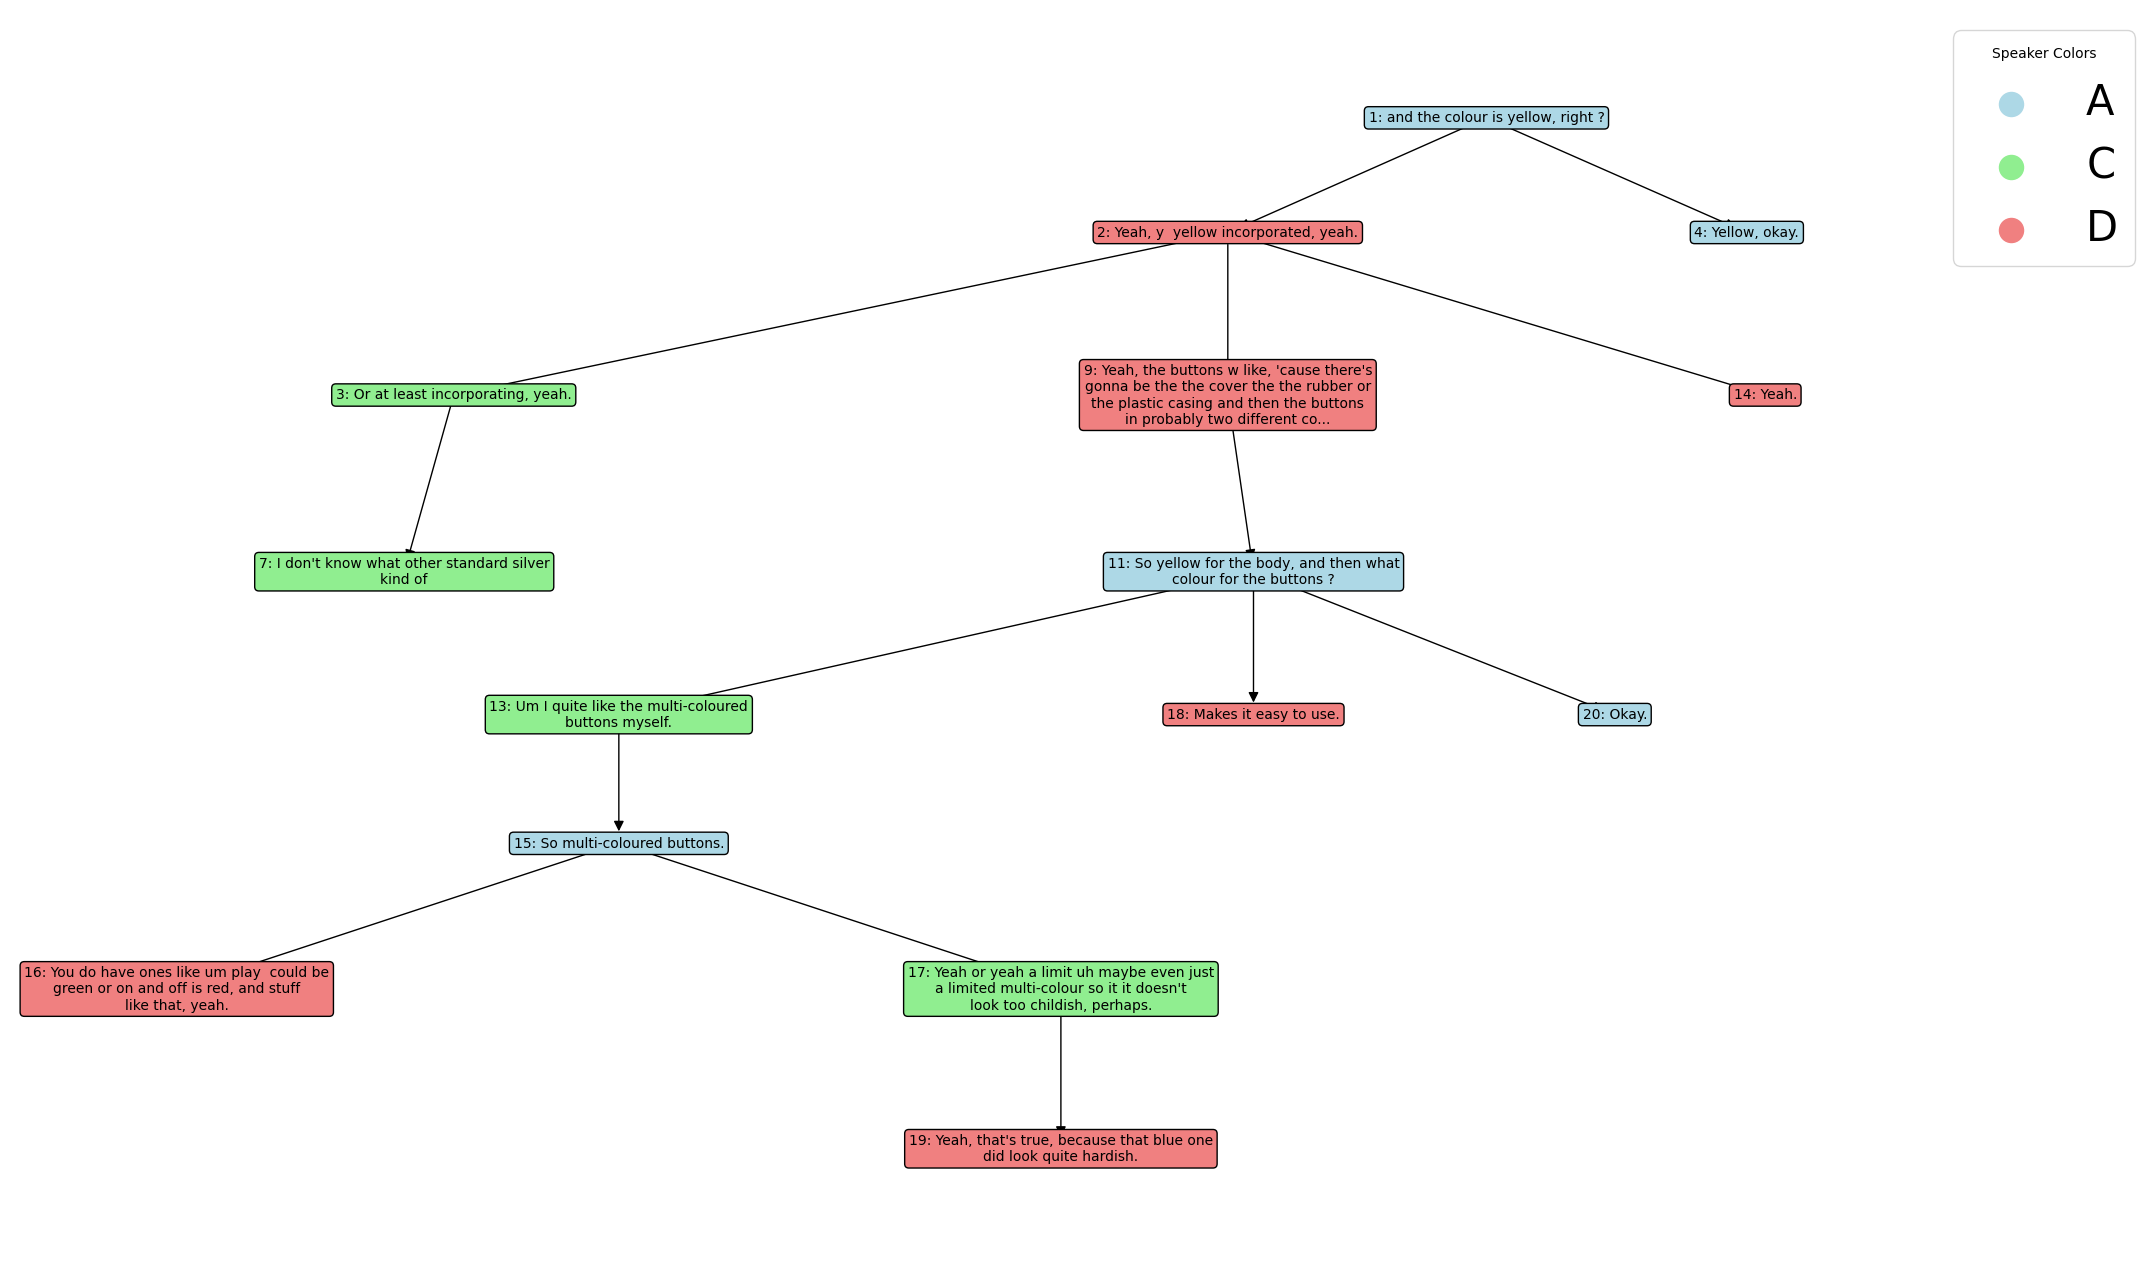 Speaker Colors
A
C
D
1: and the colour is yellow, right ?
2: Yeah, y  yellow incorporated, yeah.
4: Yellow, okay.
3: Or at least incorporating, yeah.
9: Yeah, the buttons w like, 'cause there's
gonna be the the cover the the rubber or
the plastic casing and then the buttons
in probably two different co...
14: Yeah.
7: I don't know what other standard silver
kind of
11: So yellow for the body, and then what
colour for the buttons ?
13: Um I quite like the multi-coloured
buttons myself.
18: Makes it easy to use.
20: Okay.
15: So multi-coloured buttons.
16: You do have ones like um play  could be
green or on and off is red, and stuff
like that, yeah.
17: Yeah or yeah a limit uh maybe even just
a limited multi-colour so it it doesn't
look too childish, perhaps.
19: Yeah, that's true, because that blue one
did look quite hardish.